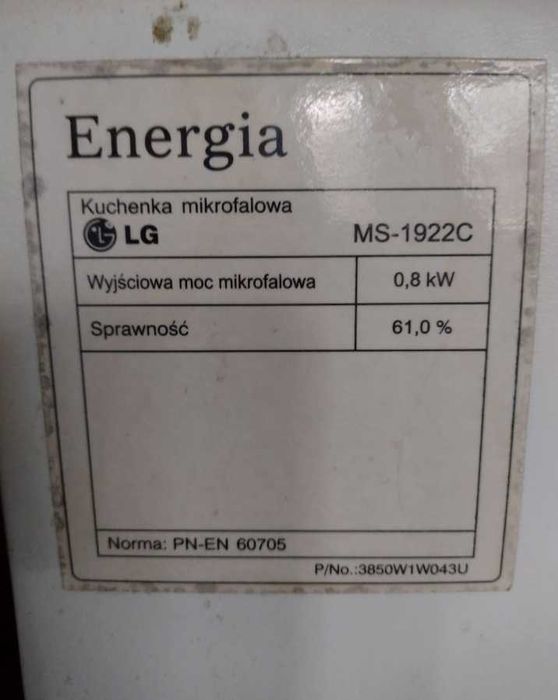 Energia
Kuchenka mikrofalowa
LG MS-1922C
Wyjściowa moc mikrofalowa 0,8 kW
Sprawność 61,0 %
Norma: PN-EN 60705
P/No.:3850W1W043U